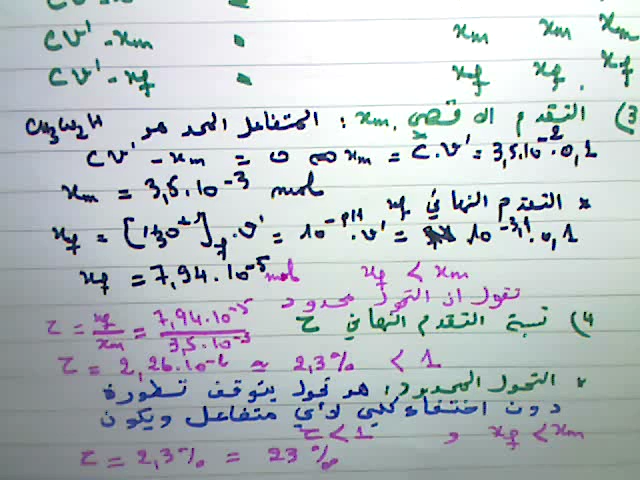 CV' - xm • xm xm xm
CV' - xf • xf xf xf
3) التقدم الاقصى xm : المتفاعل المحد هو CH3CO2H
CV' - xm = 0 ⇒ xm = C.V' = 3,5.10^-2.0,1
xm = 3,5.10^-3 mol
* التقدم النهائي xf
xf = [H3O+]f.V' = 10^-pH.V' = 10^-3,1.0,1
xf = 7,94.10^-5 mol xf < xm
نقول ان التحول محدود
4) نسبة التقدم النهائي τ τ = xf/xm = 7,94.10^-5/3,5.10^-3
τ = 2,26.10^-2 ≈ 2,3% < 1
* التحول المحدود: هو تحول يتوقف تطوره
دون اختفاء كلي لأي متفاعل ويكون
τ < 1 و xf < xm
τ = 2,3% = 23%